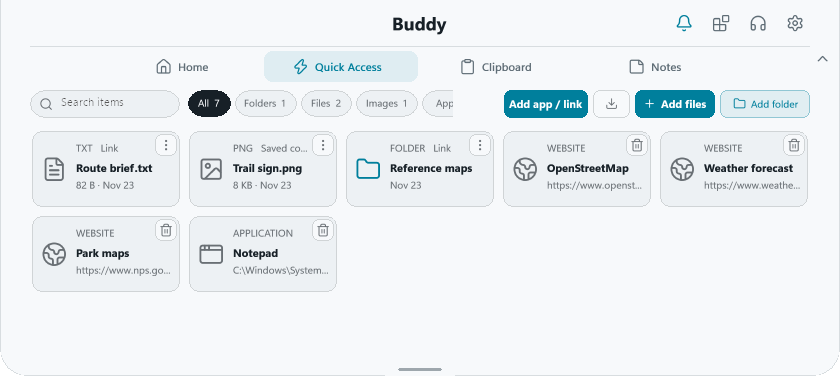 Buddy
Home
Quick Access
Clipboard
Notes
Search items
All 7
Folders 1
Files 2
Images 1
App
Add app / link
Add files
Add folder
TXT Link
Route brief.txt
82 B · Nov 23
PNG Saved co...
Trail sign.png
8 KB · Nov 23
FOLDER Link
Reference maps
Nov 23
WEBSITE
OpenStreetMap
https://www.openst...
WEBSITE
Weather forecast
https://www.weathe...
WEBSITE
Park maps
https://www.nps.go...
APPLICATION
Notepad
C:\Windows\System...